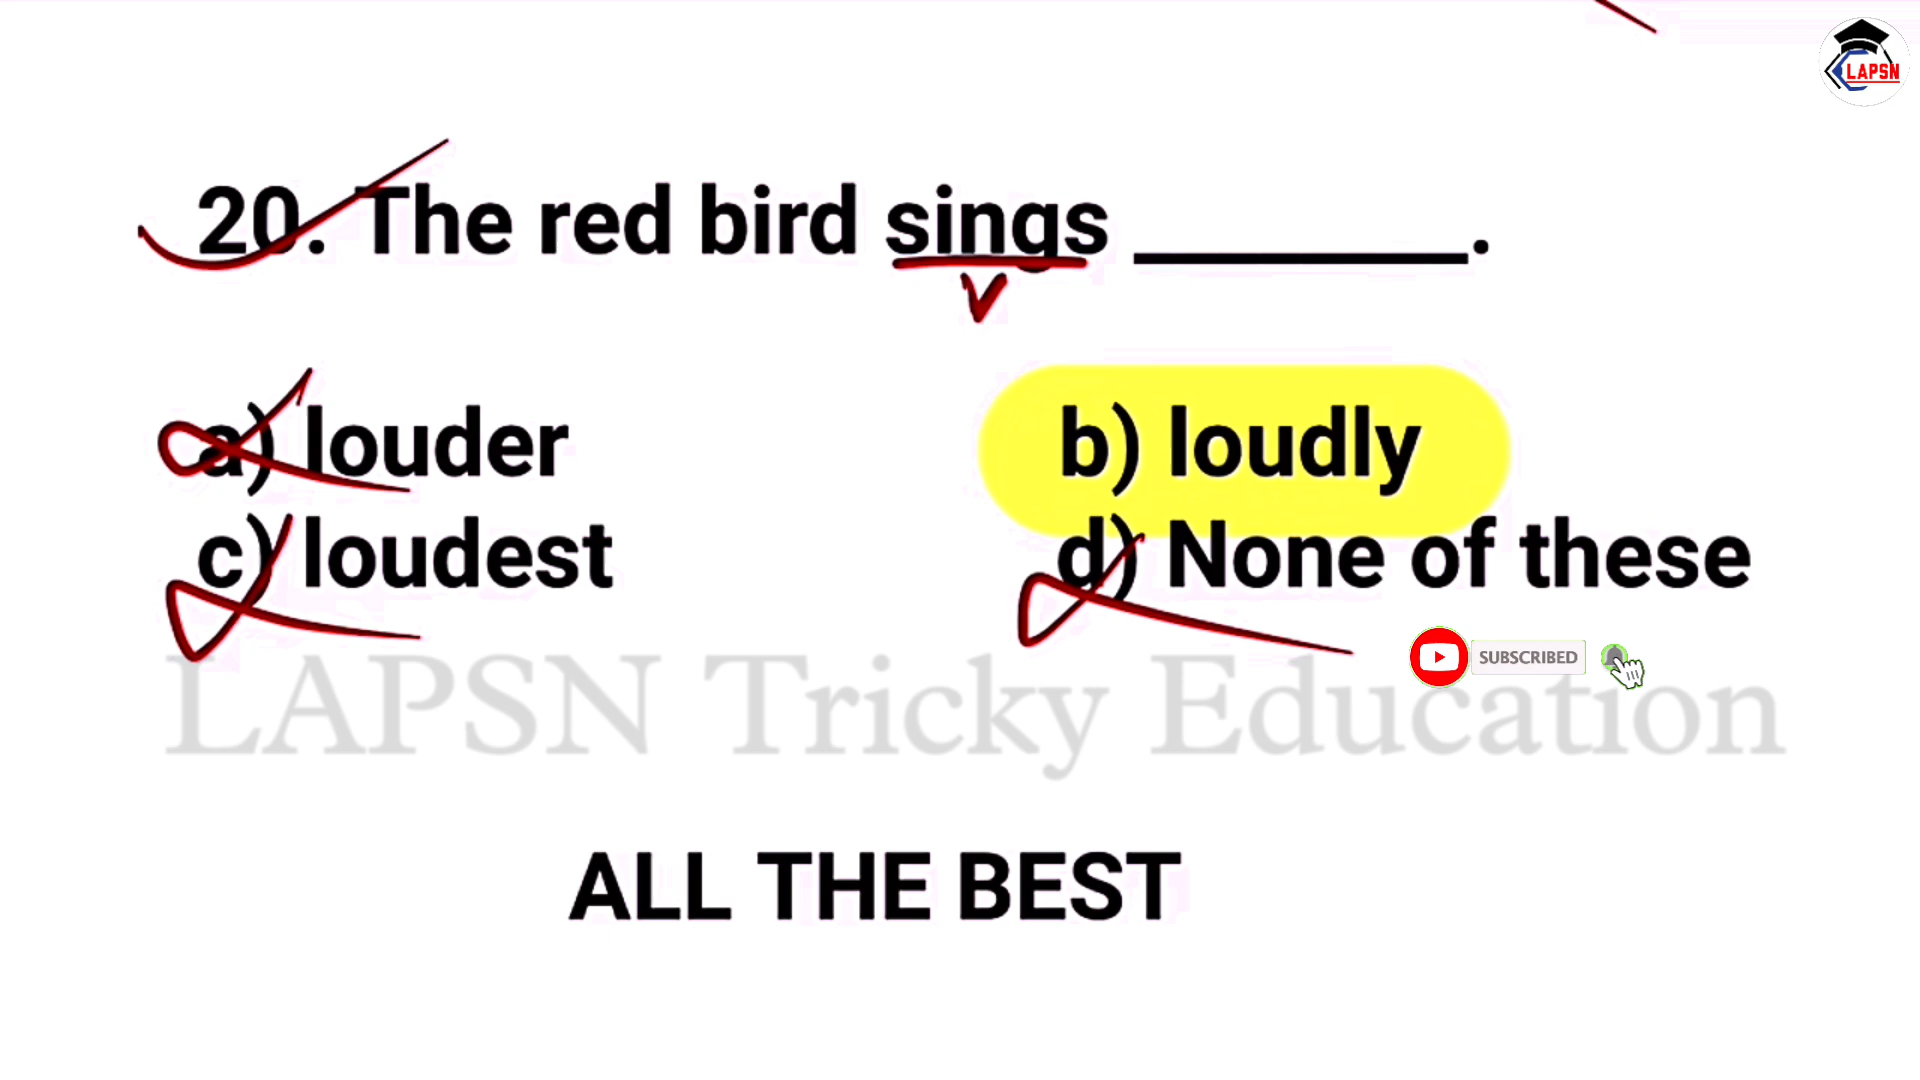 LAPSN
20. The red bird sings ________.
V
a) louder b) loudly
c) loudest d) None of these
SUBSCRIBED
LAPSN Tricky Education
ALL THE BEST